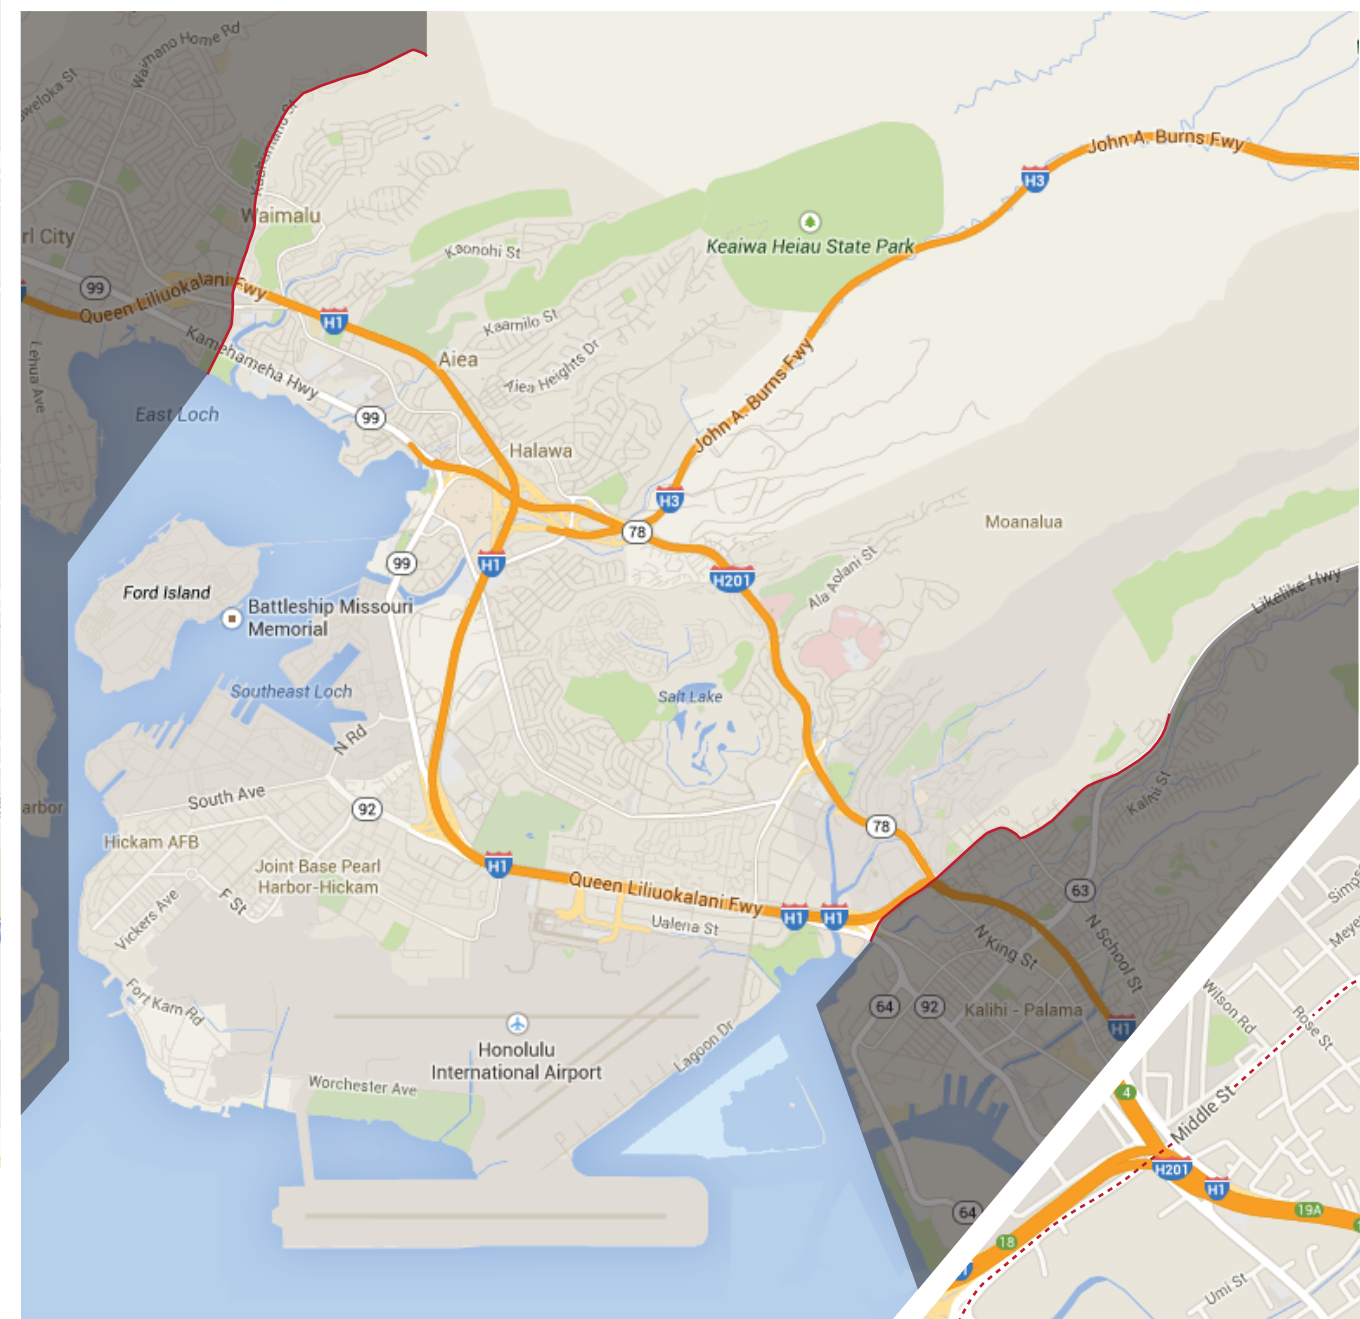 Waimano Home Rd
Kaahumanu St
Waimalu
H3
John A. Burns Fwy
Keaiwa Heiau State Park
Kaonohi St
99
Queen Liliuokalani Fwy
H1
Kaamilo St
Kamehameha Hwy
Aiea
Aiea Heights Dr
Lehua Ave
John A. Burns Fwy
East Loch
99
Halawa
H3
78
Moanalua
99
H1
H201
Ala Aolani St
Likelike Hwy
Ford Island
Battleship Missouri
Memorial
Southeast Loch
Salt Lake
N Rd
South Ave
92
Kalihi St
Hickam AFB
78
Joint Base Pearl
Harbor-Hickam
H1
Queen Liliuokalani Fwy
63
F St
Vickers Ave
Ualena St
H1
H1
N King St
N School St
Wilson Rd
Rose St
Fort Kam Rd
64
92
Kalihi - Palama
H1
Honolulu
International Airport
Lagoon Dr
Worchester Ave
4
Middle St
H201
H1
64
19A
18
Umi St